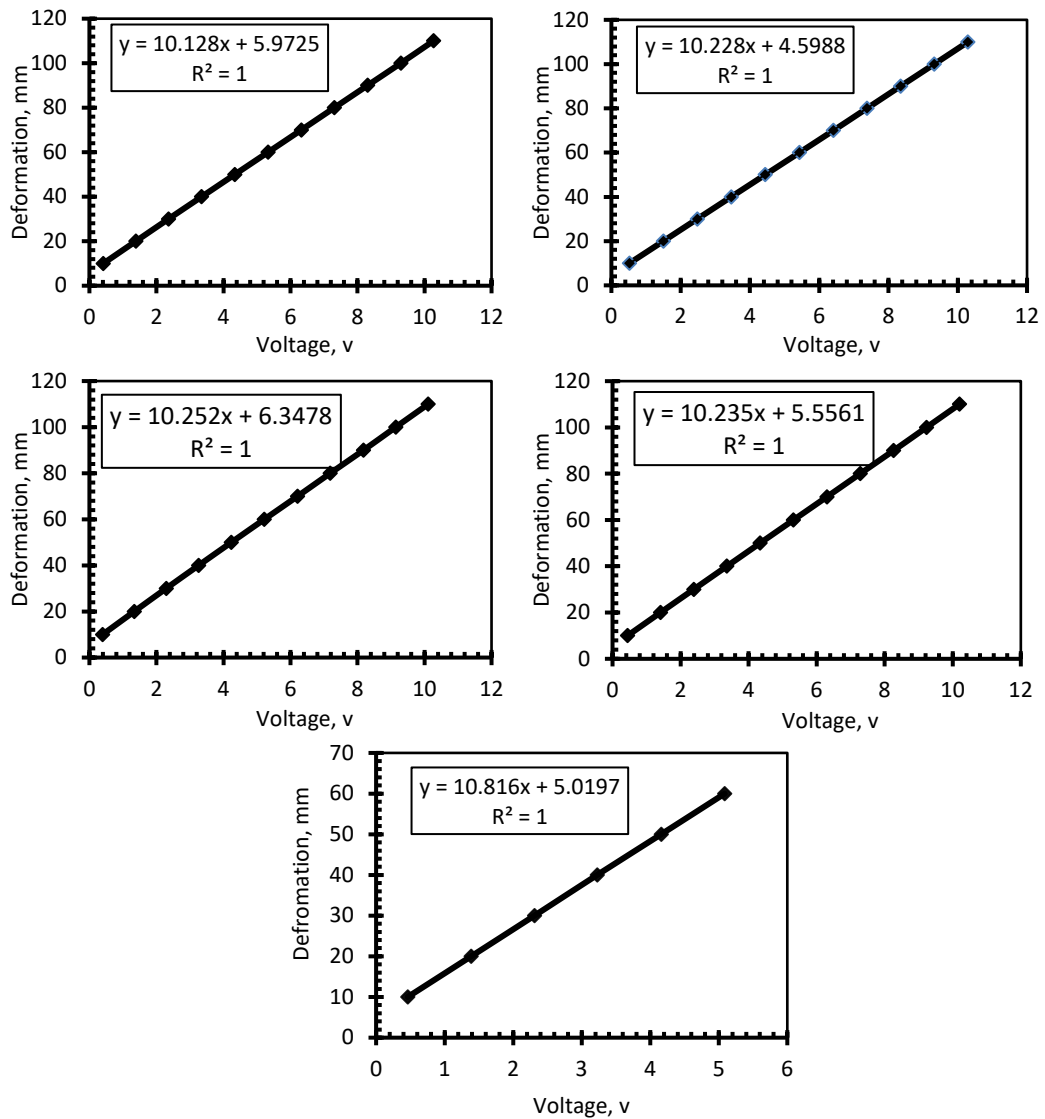 120
100
80
60
40
20
0
Deformation, mm
y = 10.128x + 5.9725
R² = 1
0 2 4 6 8 10 12
Voltage, v
120
100
80
60
40
20
0
Deformation, mm
y = 10.228x + 4.5988
R² = 1
0 2 4 6 8 10 12
Voltage, v
120
100
80
60
40
20
0
Deformation, mm
y = 10.252x + 6.3478
R² = 1
0 2 4 6 8 10 12
Voltage, v
120
100
80
60
40
20
0
Deformation, mm
y = 10.235x + 5.5561
R² = 1
0 2 4 6 8 10 12
Voltage, v
70
60
50
40
30
20
10
0
Defromation, mm
y = 10.816x + 5.0197
R² = 1
0 1 2 3 4 5 6
Voltage, v